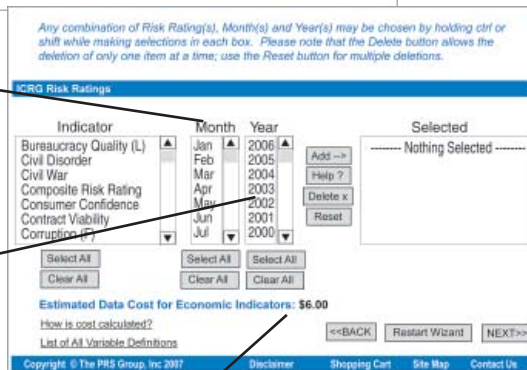 Any combination of Risk Rating(s), Month(s) and Year(s) may be chosen by holding ctrl or
shift while making selections in each box. Please note that the Delete button allows the
deletion of only one item at a time; use the Reset button for multiple deletions.
ICRG Risk Ratings
Indicator Month Year Selected
Bureaucracy Quality (L) Jan 2006 -------- Nothing Selected --------
Civil Disorder Feb 2005 Add -->
Civil War Mar 2004 Help ?
Composite Risk Rating Apr 2003 Delete x
Consumer Confidence May 2002
Contract Viability Jun 2001 Reset
Corruption (F) Jul 2000
Select All Select All Select All
Clear All Clear All Clear All
Estimated Data Cost for Economic Indicators: $6.00
How is cost calculated?
<<BACK Restart Wizard NEXT>>
List of All Variable Definitions
Copyright © The PRS Group, Inc 2007 Disclaimer Shopping Cart Site Map Contact Us